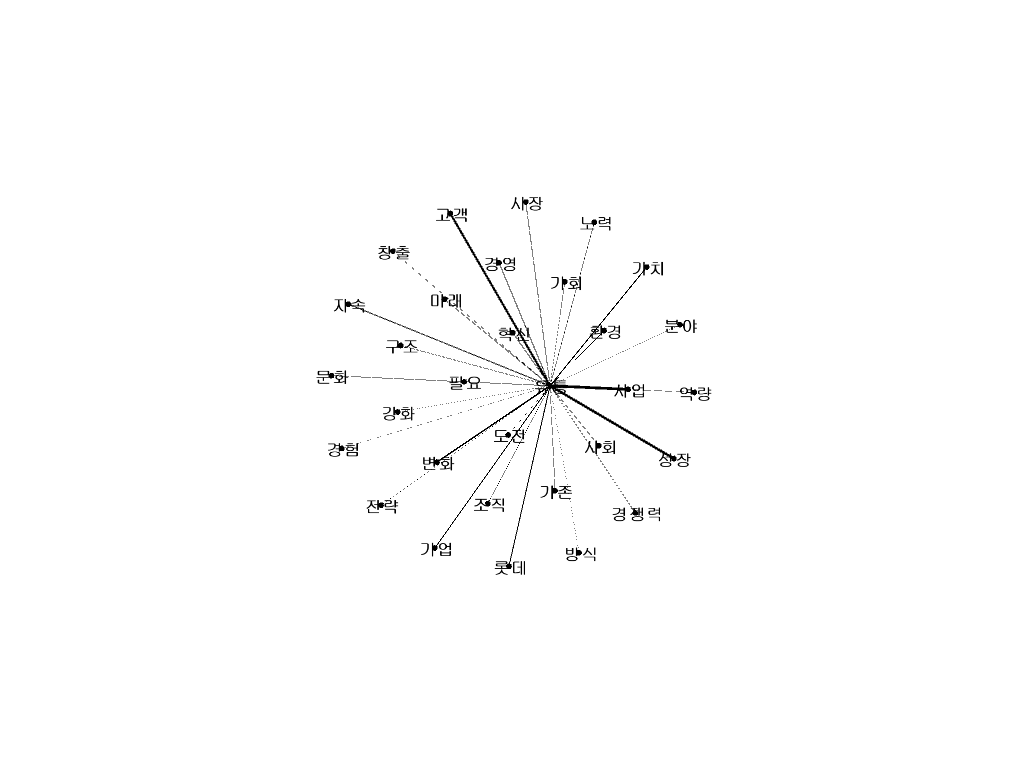 시장
고객
노력
창출
경영
가치
기회
미래
지속
분야
혁신
환경
구조
문화
필요
사업
역량
강화
도전
사회
경험
변화
성장
기존
전략
조직
경쟁력
기업
방식
롯데